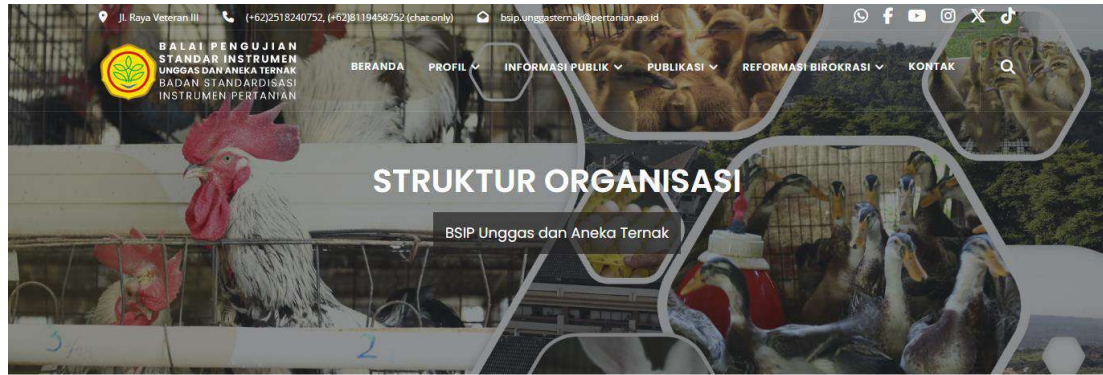 Jl. Raya Veteran III (+62)2518240752, (+62)8119458752 (chat only) bsip.unggasternak@pertanian.go.id
BALAI PENGUJIAN
STANDAR INSTRUMEN
UNGGAS DAN ANEKA TERNAK
BADAN STANDARDISASI
INSTRUMEN PERTANIAN
BERANDA PROFIL INFORMASI PUBLIK PUBLIKASI REFORMASI BIROKRASI KONTAK
STRUKTUR ORGANISASI
BSIP Unggas dan Aneka Ternak
3 2